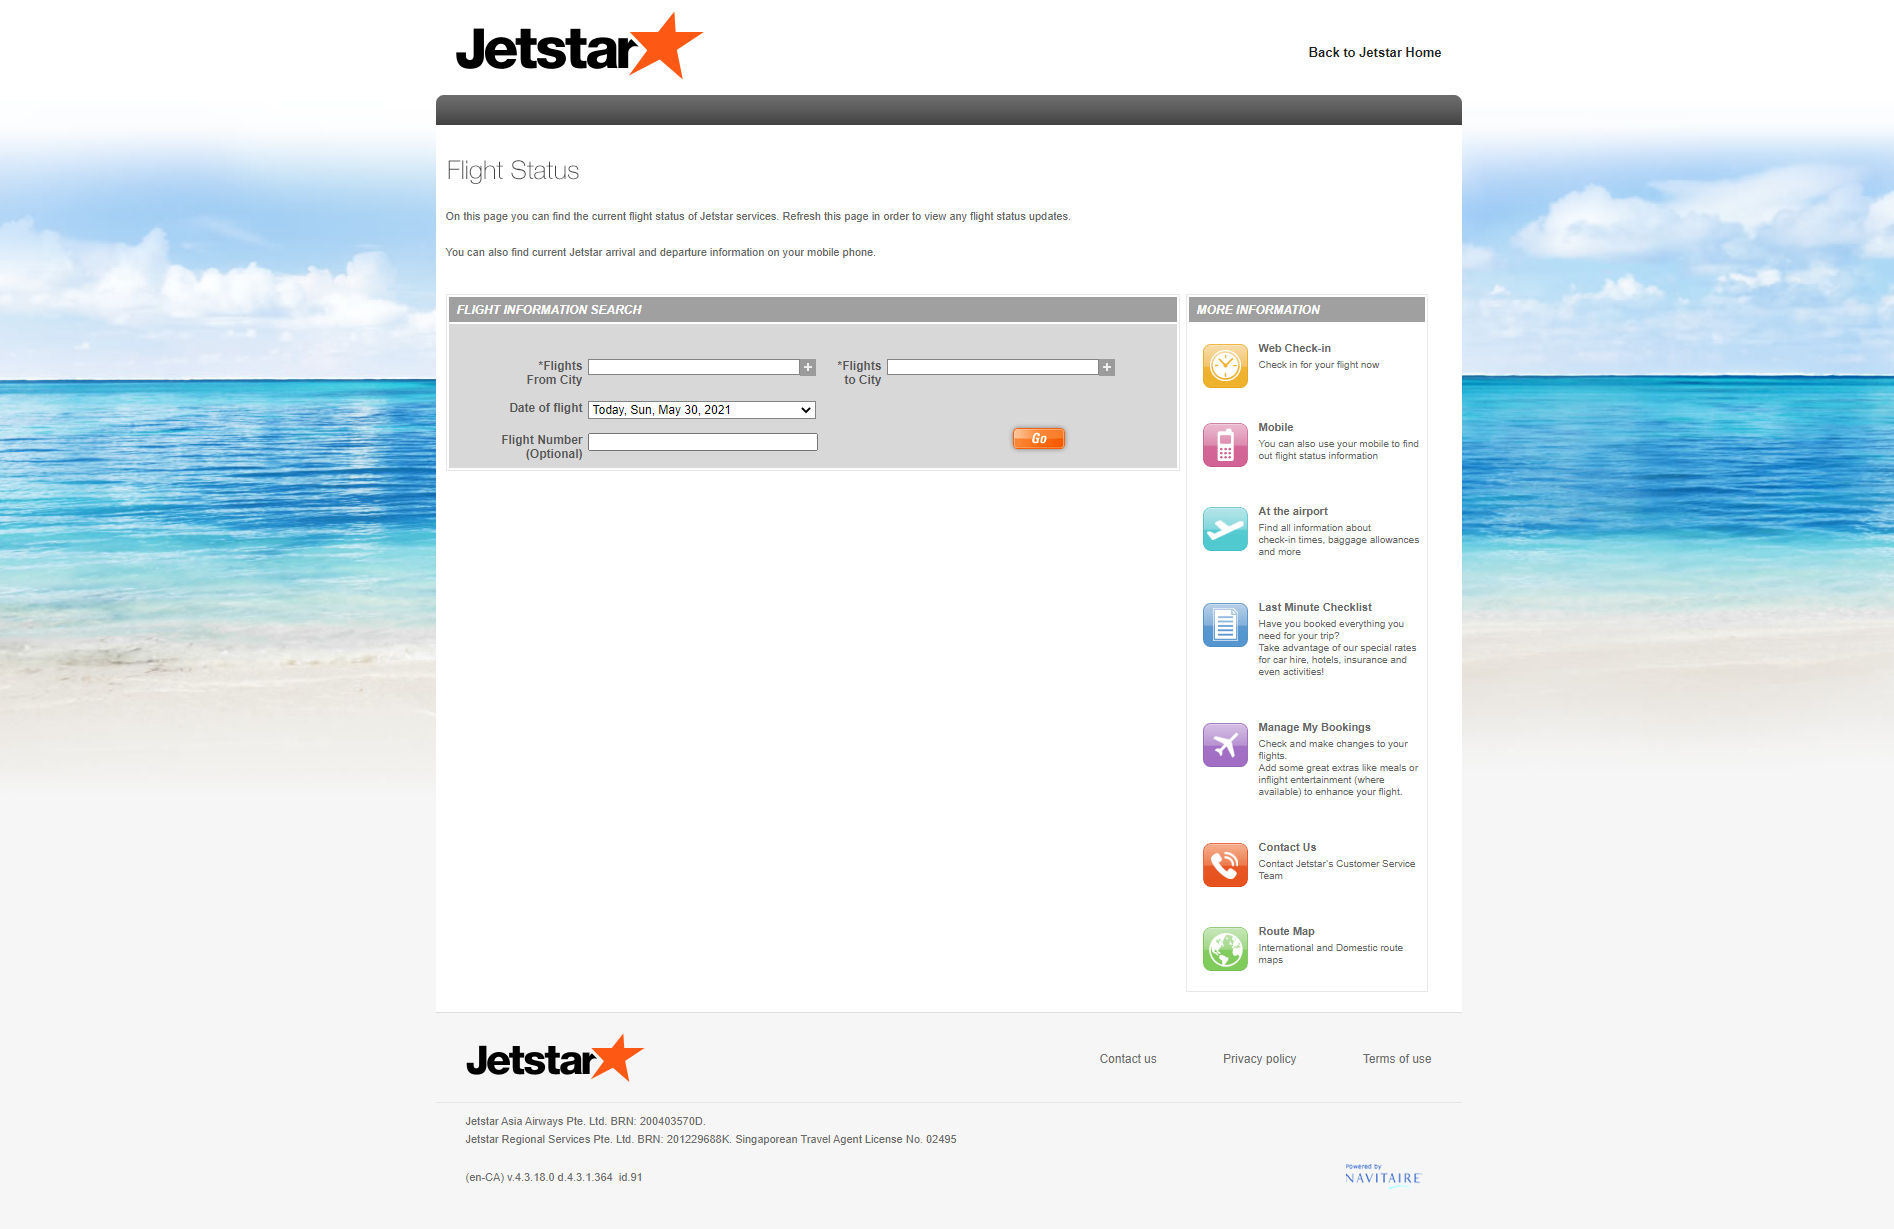 Jetstar
Back to Jetstar Home
Flight Status
On this page you can find the current flight status of Jetstar services. Refresh this page in order to view any flight status updates.
You can also find current Jetstar arrival and departure information on your mobile phone.
FLIGHT INFORMATION SEARCH
*Flights
From City
*Flights
to City
Date of flight
Today, Sun, May 30, 2021
Flight Number
(Optional)
Go
MORE INFORMATION
Web Check-in
Check in for your flight now
Mobile
You can also use your mobile to find
out flight status information
At the airport
Find all information about
check-in times, baggage allowances
and more
Last Minute Checklist
Have you booked everything you
need for your trip?
Take advantage of our special rates
for car hire, hotels, insurance and
even activities!
Manage My Bookings
Check and make changes to your
flights.
Add some great extras like meals or
inflight entertainment (where
available) to enhance your flight.
Contact Us
Contact Jetstar's Customer Service
Team
Route Map
International and Domestic route
maps
Jetstar
Contact us
Privacy policy
Terms of use
Jetstar Asia Airways Pte. Ltd. BRN: 200403570D.
Jetstar Regional Services Pte. Ltd. BRN: 201229688K. Singaporean Travel Agent License No. 02495
(en-CA) v.4.3.18.0 d.4.3.1.364 id.91
Powered by
NAVITAIRE